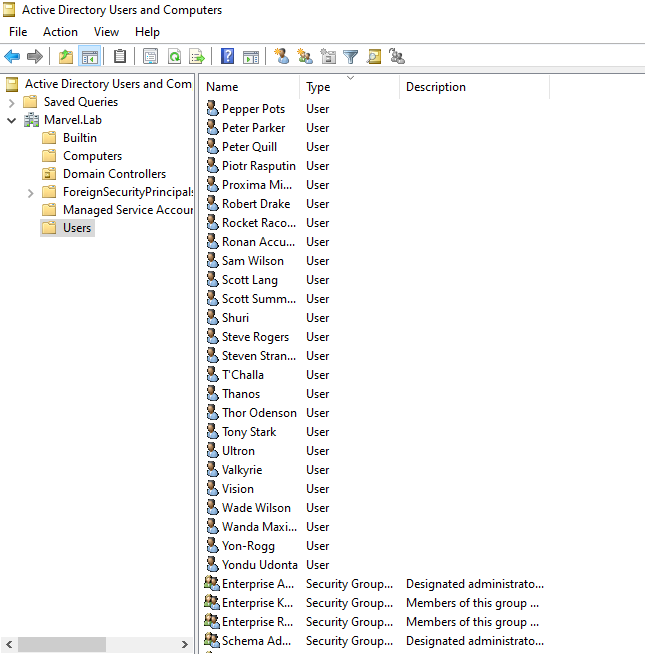 Active Directory Users and Computers
File Action View Help
Active Directory Users and Com
Saved Queries
Marvel.Lab
Builtin
Computers
Domain Controllers
ForeignSecurityPrincipals
Managed Service Accour
Users
Name Type Description
Pepper Pots User
Peter Parker User
Peter Quill User
Piotr Rasputin User
Proxima Mi... User
Robert Drake User
Rocket Raco... User
Ronan Accu... User
Sam Wilson User
Scott Lang User
Scott Summ... User
Shuri User
Steve Rogers User
Steven Stran... User
T'Challa User
Thanos User
Thor Odenson User
Tony Stark User
Ultron User
Valkyrie User
Vision User
Wade Wilson User
Wanda Maxi... User
Yon-Rogg User
Yondu Udonta User
Enterprise A... Security Group... Designated administrato...
Enterprise K... Security Group... Members of this group ...
Enterprise R... Security Group... Members of this group ...
Schema Ad... Security Group... Designated administrato...